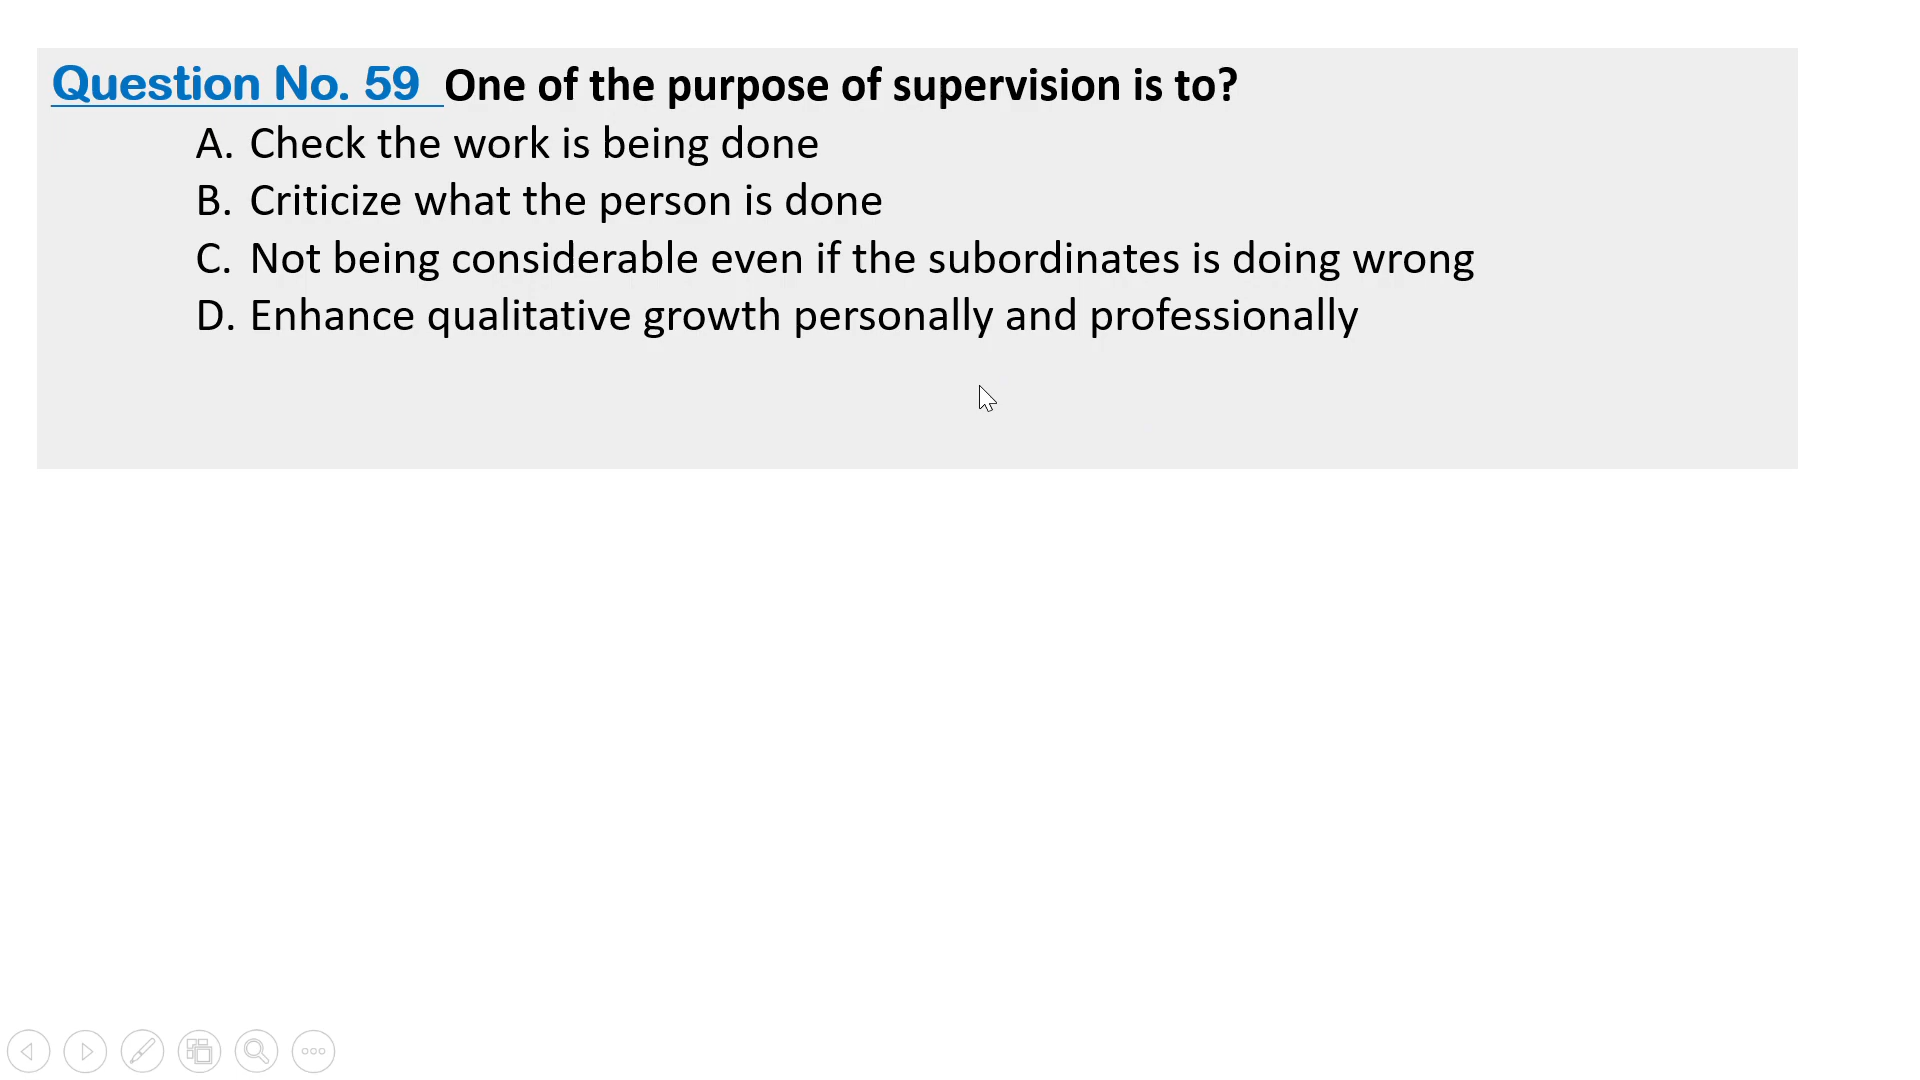 Question No. 59 One of the purpose of supervision is to?
A. Check the work is being done
B. Criticize what the person is done
C. Not being considerable even if the subordinates is doing wrong
D. Enhance qualitative growth personally and professionally